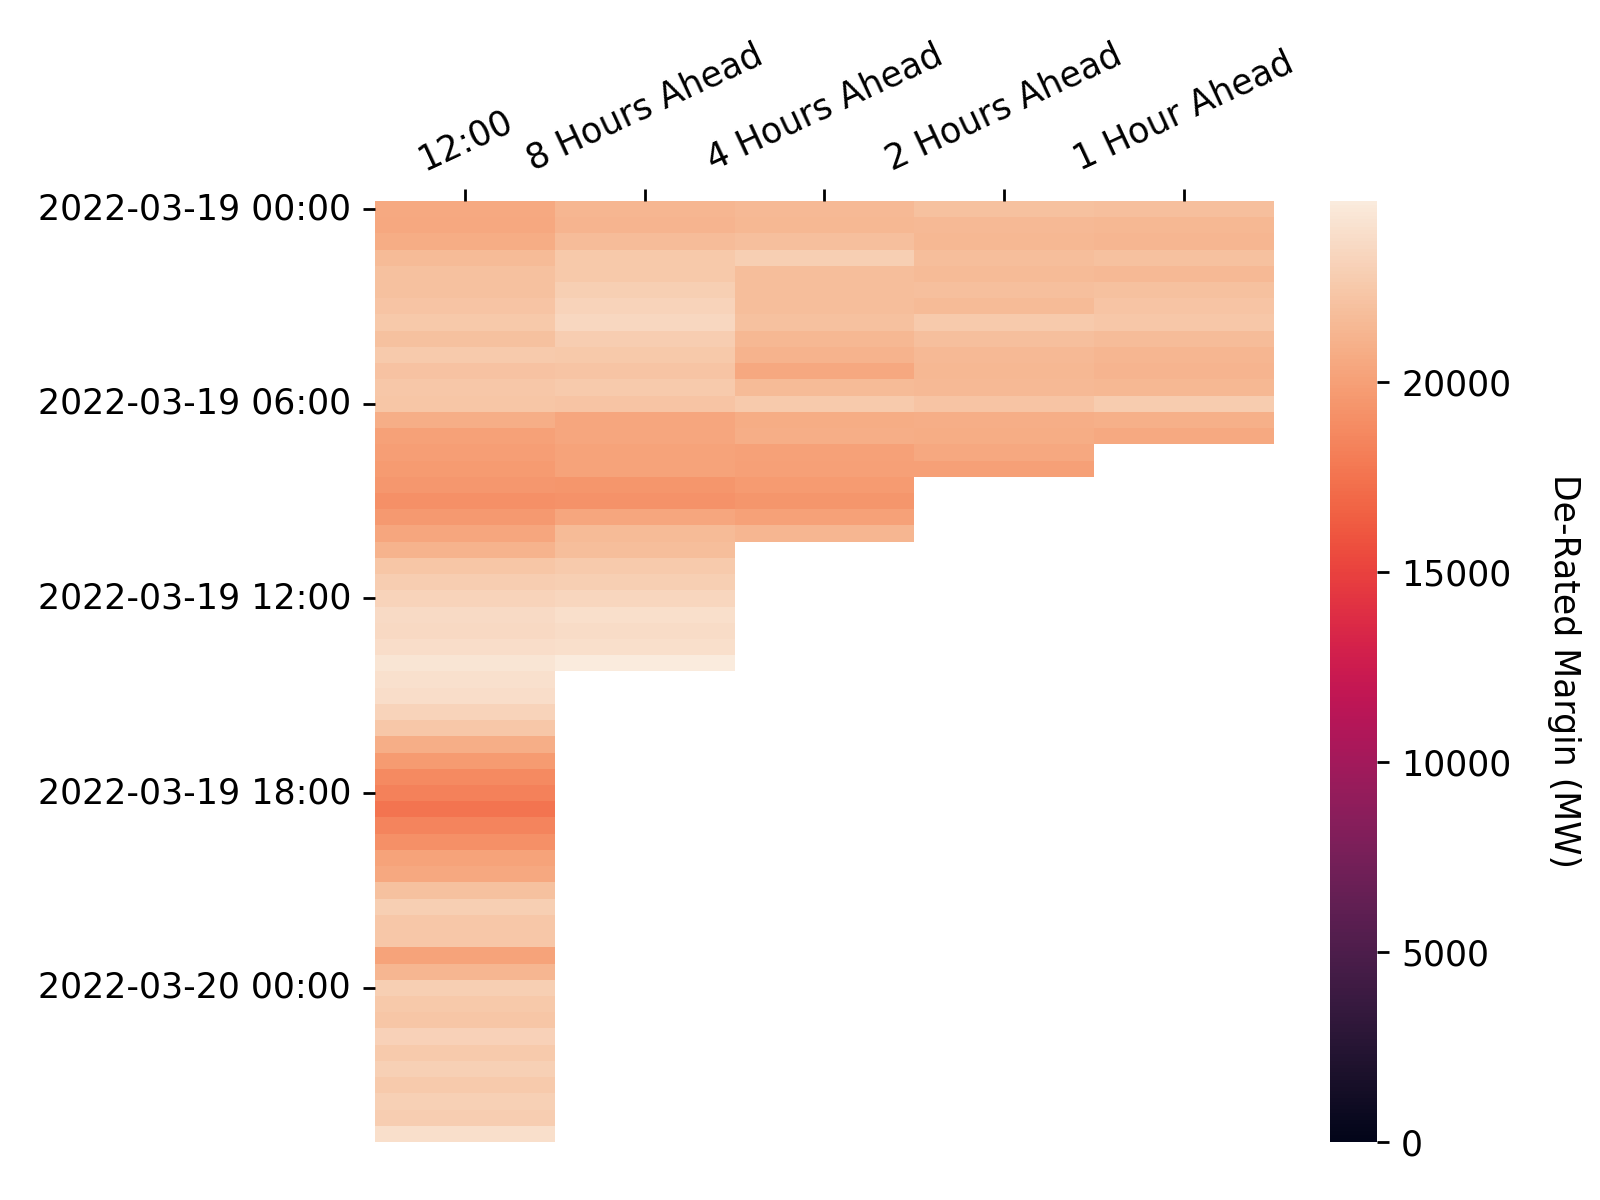 12:00
8 Hours Ahead
4 Hours Ahead
2 Hours Ahead
1 Hour Ahead
2022-03-19 00:00
2022-03-19 06:00
2022-03-19 12:00
2022-03-19 18:00
2022-03-20 00:00
20000
15000
10000
5000
0
De-Rated Margin (MW)